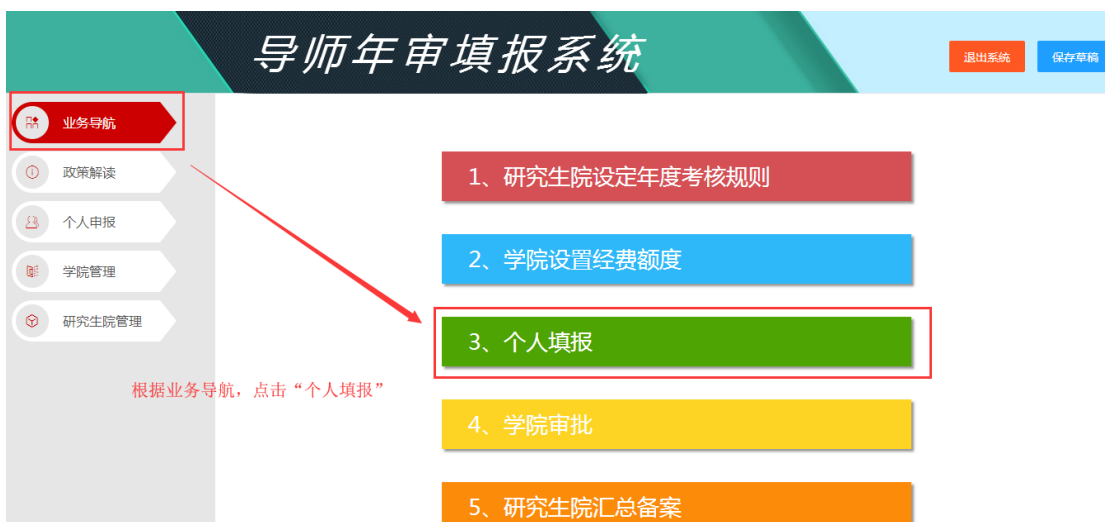 导师年审填报系统
退出系统
保存草稿
业务导航
政策解读
个人申报
学院管理
研究生院管理
1、研究生院设定年度考核规则
2、学院设置经费额度
3、个人填报
根据业务导航，点击“个人填报”
4、学院审批
5、研究生院汇总备案